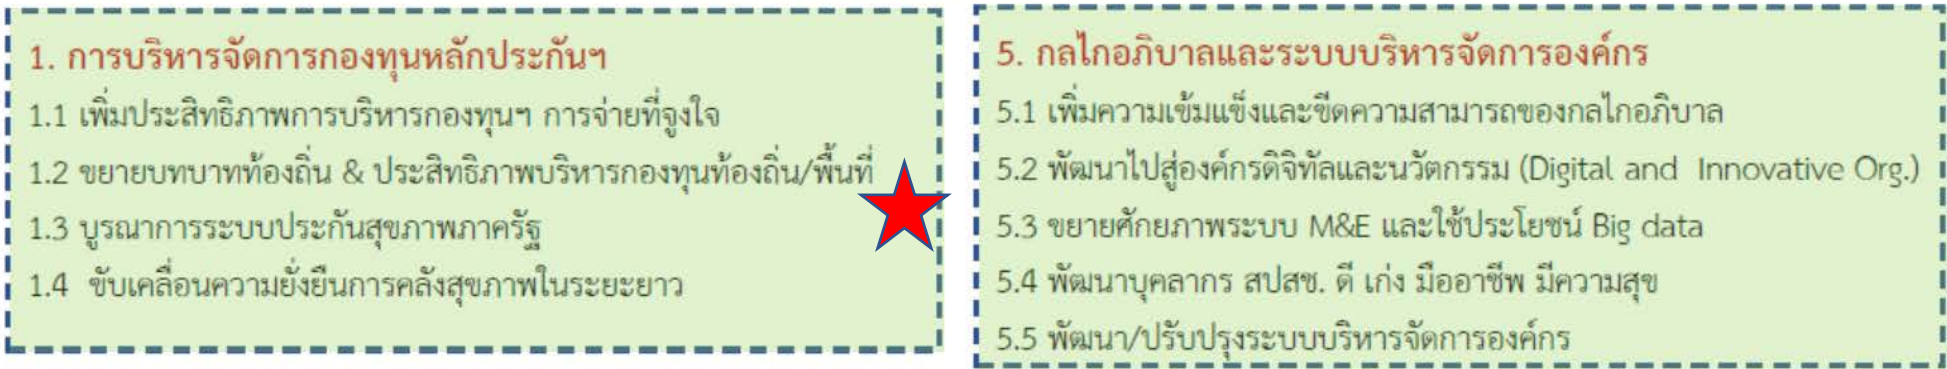 1. การบริหารจัดการกองทุนหลักประกันฯ
1.1 เพิ่มประสิทธิภาพการบริหารกองทุนฯ การจ่ายที่จูงใจ
1.2 ขยายบทบาทท้องถิ่น & ประสิทธิภาพบริหารกองทุนท้องถิ่น/พื้นที่
1.3 บูรณาการระบบประกันสุขภาพภาครัฐ
1.4 ขับเคลื่อนความยั่งยืนการคลังสุขภาพในระยะยาว
5. กลไกอภิบาลและระบบบริหารจัดการองค์กร
5.1 เพิ่มความเข้มแข็งและขีดความสามารถของกลไกอภิบาล
5.2 พัฒนาไปสู่องค์กรดิจิทัลและนวัตกรรม (Digital and Innovative Org.)
5.3 ขยายศักยภาพระบบ M&E และใช้ประโยชน์ Big data
5.4 พัฒนาบุคลากร สปสช. ดี เก่ง มืออาชีพ มีความสุข
5.5 พัฒนา/ปรับปรุงระบบบริหารจัดการองค์กร